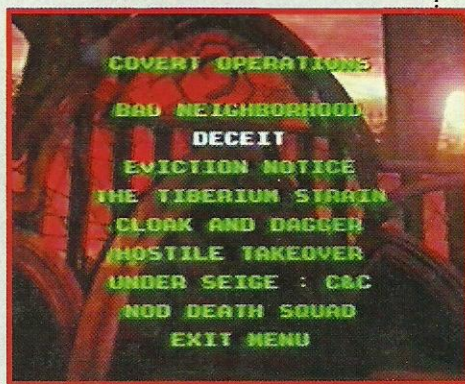 COVERT OPERATIONS
BAD NEIGHBORHOOD
DECEIT
EVICTION NOTICE
THE TIBERIUM STRAIN
CLOAK AND DAGGER
HOSTILE TAKEOVER
UNDER SEIGE : C&C
NOD DEATH SQUAD
EXIT MENU